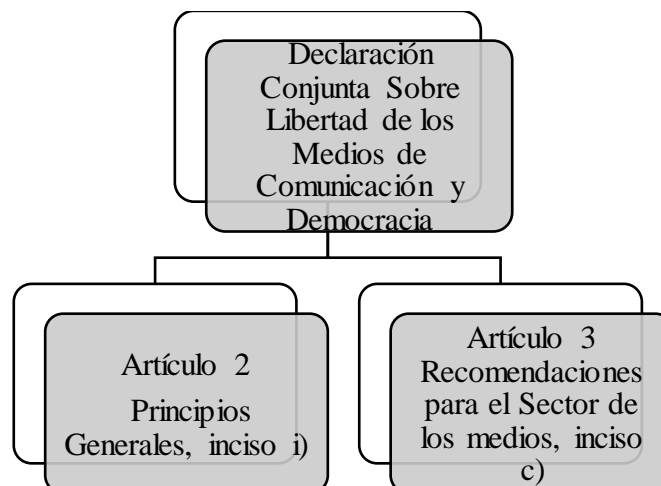 Declaración
Conjunta Sobre
Libertad de los
Medios de
Comunicación y
Democracia
Artículo 2
Principios
Generales, inciso i)
Artículo 3
Recomendaciones
para el Sector de
los medios, inciso
c)